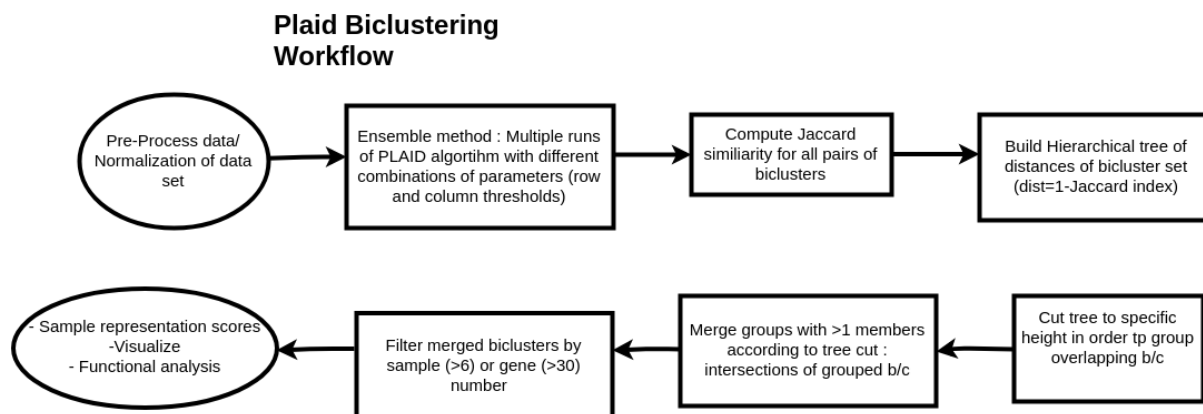 Plaid Biclustering
Workflow
Pre-Process data/
Normalization of data
set
Ensemble method : Multiple runs
of PLAID algortihm with different
combinations of parameters (row
and column thresholds)
Compute Jaccard
similiarity for all pairs of
biclusters
Build Hierarchical tree of
distances of bicluster set
(dist=1-Jaccard index)
Cut tree to specific
height in order tp group
overlapping b/c
Merge groups with >1 members
according to tree cut :
intersections of grouped b/c
Filter merged biclusters by
sample (>6) or gene (>30)
number
- Sample representation scores
-Visualize
- Functional analysis